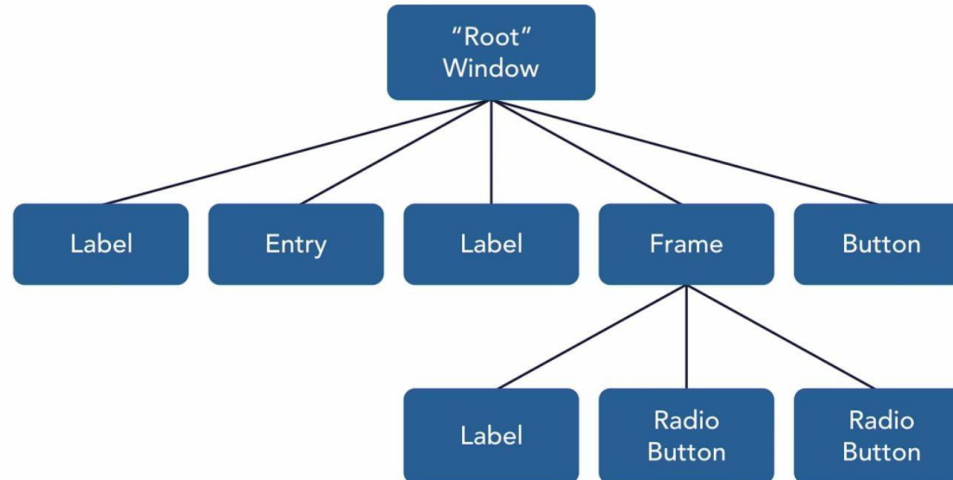 “Root”
Window
Label
Entry
Label
Frame
Button
Label
Radio
Button
Radio
Button